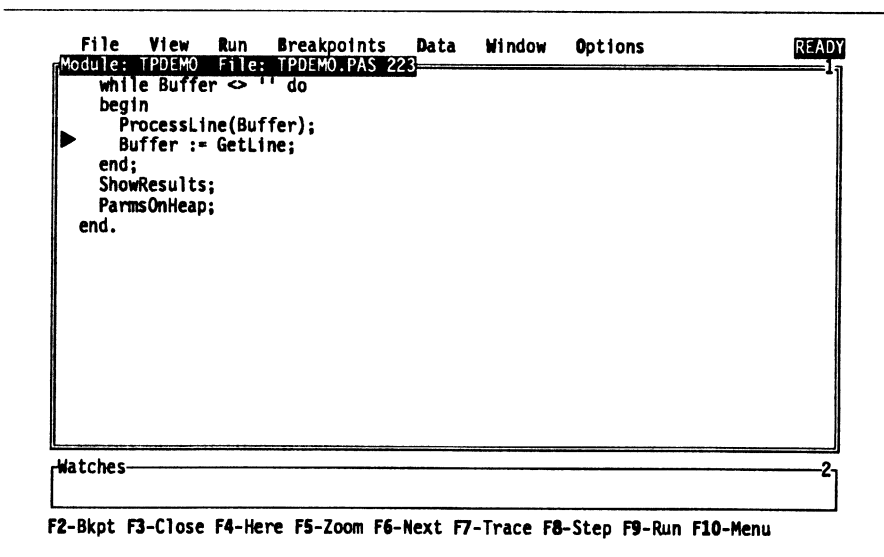 File View Run Breakpoints Data Window Options READY
Module: TPDEMO File: TPDEMO.PAS 223 1
while Buffer <> '' do
begin
ProcessLine(Buffer);
Buffer := GetLine;
end;
ShowResults;
ParmsOnHeap;
end.
Watches 2
F2-Bkpt F3-Close F4-Here F5-Zoom F6-Next F7-Trace F8-Step F9-Run F10-Menu